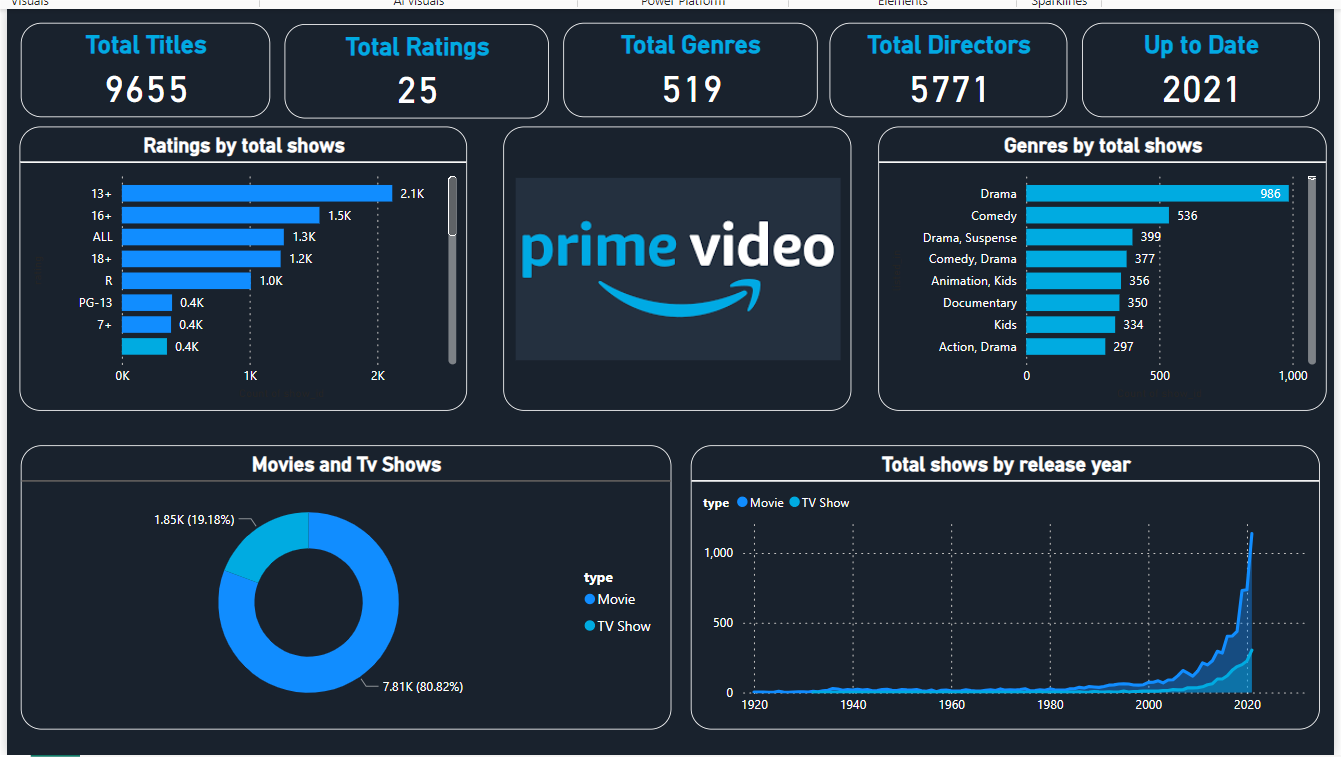 Visuals
AI visuals
Power Platform
Elements
Sparklines
Total Titles
9655
Total Ratings
25
Total Genres
519
Total Directors
5771
Up to Date
2021
Ratings by total shows
13+ 2.1K
16+ 1.5K
ALL 1.3K
18+ 1.2K
R 1.0K
PG-13 0.4K
7+ 0.4K
0.4K
0K 1K 2K
prime video
Genres by total shows
Drama 986
Comedy 536
Drama, Suspense 399
Comedy, Drama 377
Animation, Kids 356
Documentary 350
Kids 334
Action, Drama 297
0 500 1,000
Movies and Tv Shows
1.85K (19.18%)
7.81K (80.82%)
type
Movie
TV Show
Total shows by release year
type Movie TV Show
1,000
500
0
1920 1940 1960 1980 2000 2020